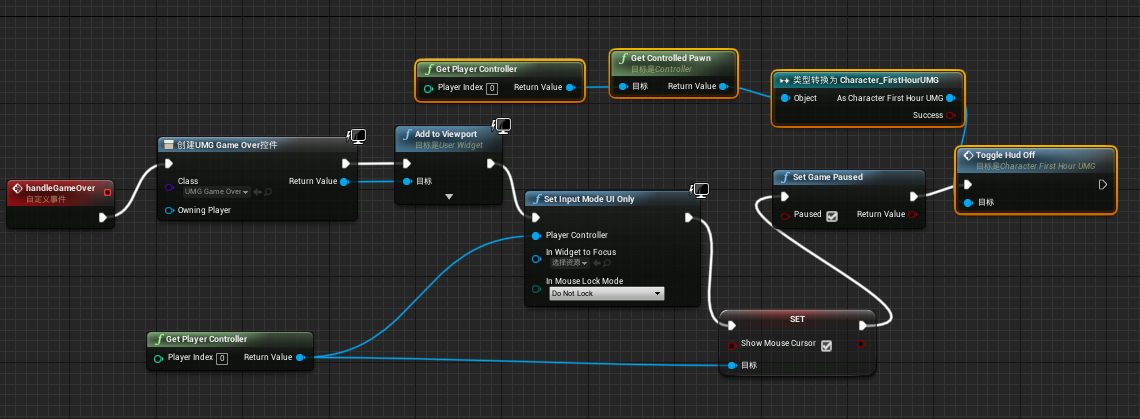 Get Player Controller
Player Index 0
Return Value
Get Controlled Pawn
目标是Controller
目标
Return Value
类型转换为 Character_FirstHourUMG
Object
As Character First Hour UMG
Success
handleGameOver
自定义事件
创建UMG Game Over控件
Class
UMG Game Over
Return Value
Owning Player
Add to Viewport
目标是User Widget
目标
Set Input Mode UI Only
Player Controller
In Widget to Focus
选择资源
In Mouse Lock Mode
Do Not Lock
Set Game Paused
Paused
Return Value
Toggle Hud Off
目标是Character First Hour UMG
目标
Get Player Controller
Player Index 0
Return Value
SET
Show Mouse Cursor
目标